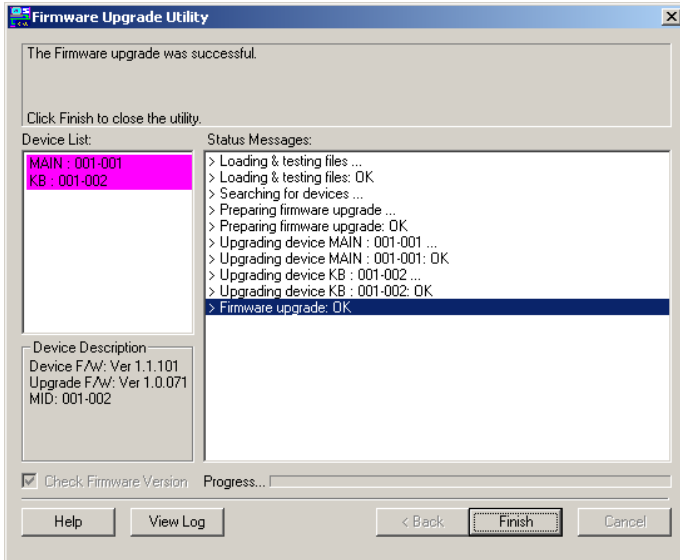 Firmware Upgrade Utility
The Firmware upgrade was successful.
Click Finish to close the utility.
Device List:
MAIN : 001-001
KB : 001-002
Status Messages:
> Loading & testing files ...
> Loading & testing files: OK
> Searching for devices ...
> Preparing firmware upgrade ...
> Preparing firmware upgrade: OK
> Upgrading device MAIN : 001-001 ...
> Upgrading device MAIN : 001-001: OK
> Upgrading device KB : 001-002 ...
> Upgrading device KB : 001-002: OK
> Firmware upgrade: OK
Device Description
Device F/W: Ver 1.1.101
Upgrade F/W: Ver 1.0.071
MID: 001-002
Check Firmware Version
Progress...
Help
View Log
< Back
Finish
Cancel